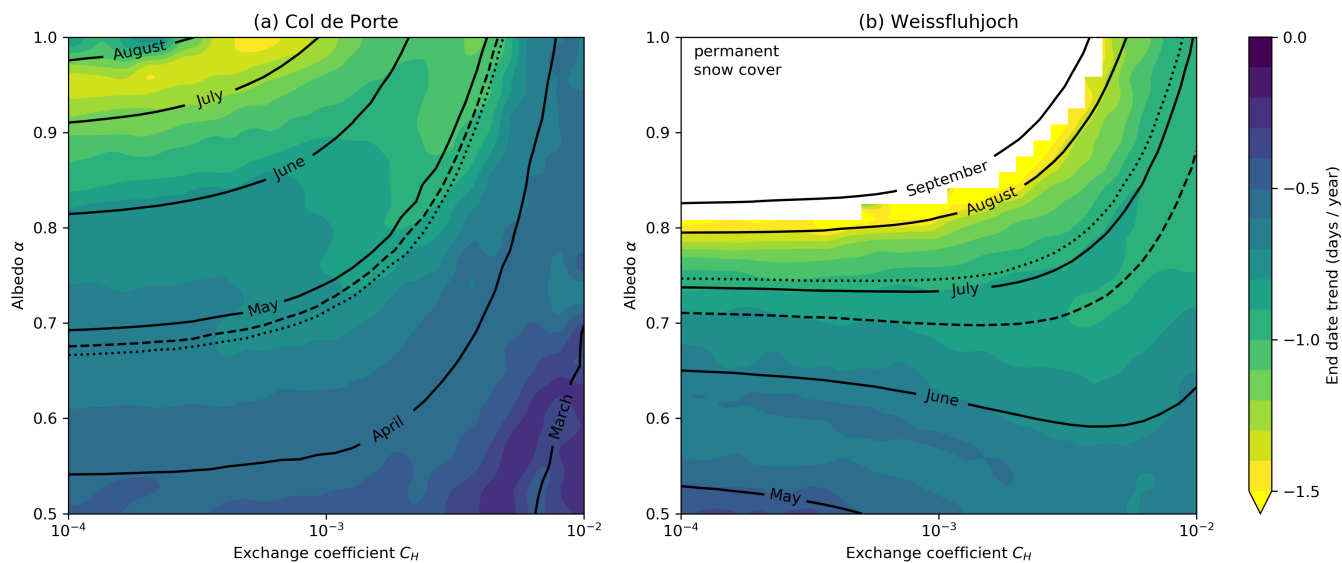 (a) Col de Porte
(b) Weissfluhjoch
1.0
0.9
0.8
0.7
0.6
0.5
Albedo α
10⁻⁴
10⁻³
10⁻²
Exchange coefficient C_H
August
July
June
May
April
March
1.0
0.9
0.8
0.7
0.6
0.5
Albedo α
10⁻⁴
10⁻³
10⁻²
Exchange coefficient C_H
permanent
snow cover
September
August
July
June
May
0.0
−0.5
−1.0
−1.5
End date trend (days / year)